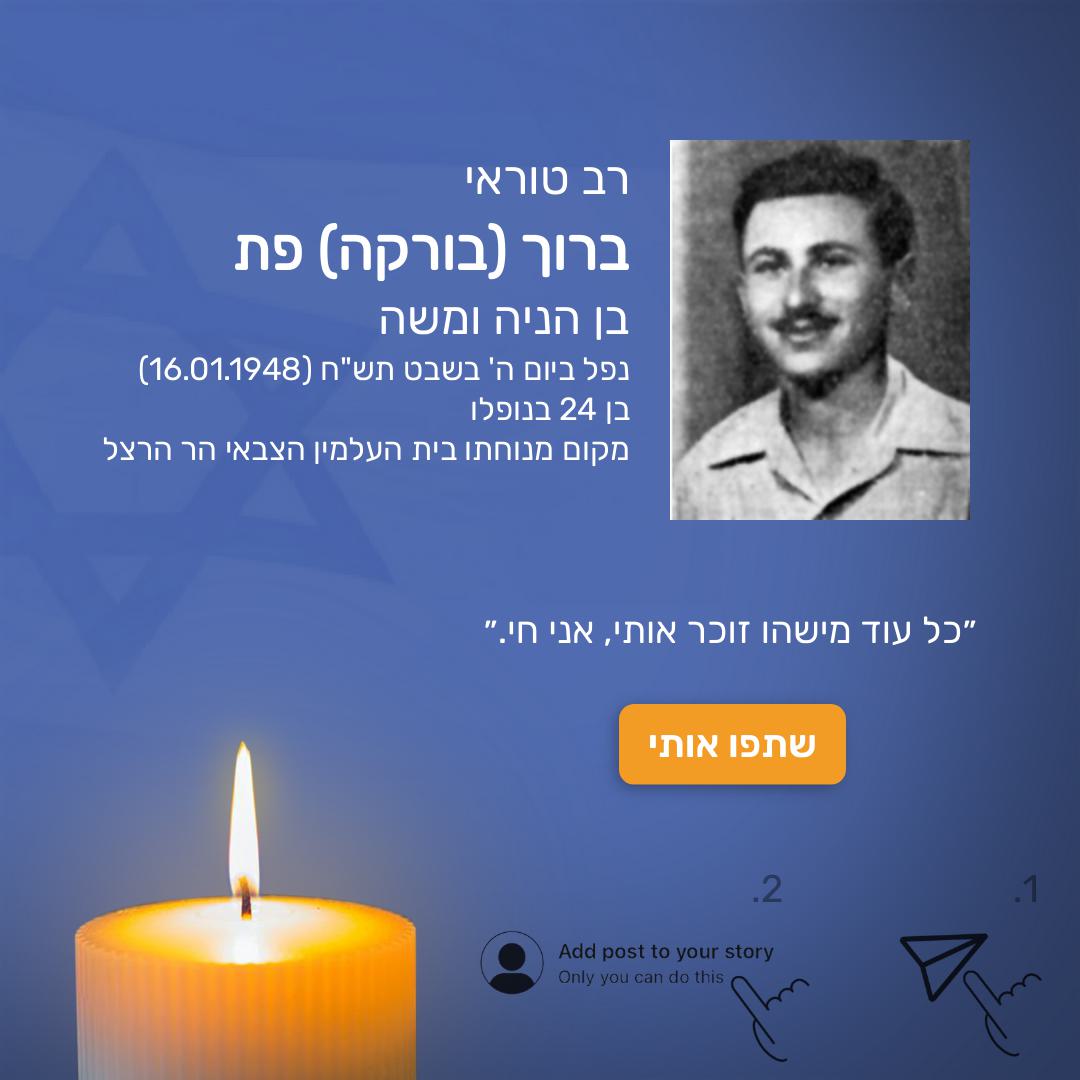 רב טוראי
ברוך (בורקה) פת
בן הניה ומשה
נפל ביום ה' בשבט תש"ח (16.01.1948)
בן 24 בנופלו
מקום מנוחתו בית העלמין הצבאי הר הרצל
״כל עוד מישהו זוכר אותי, אני חי.״
שתפו אותי
1.
2.
Add post to your story
Only you can do this